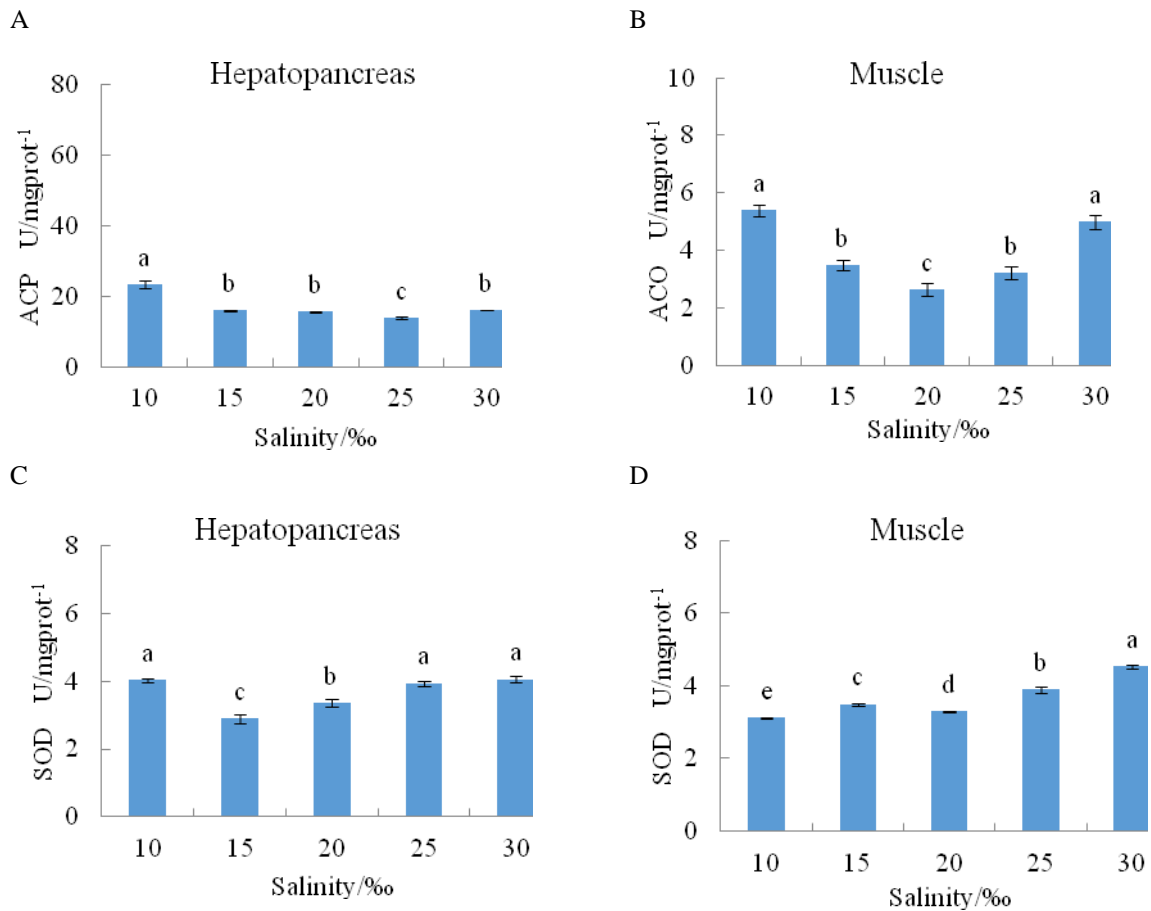 A
Hepatopancreas
80
60
40
20
0
ACP U/mgprot-1
a
b
b
c
b
10 15 20 25 30
Salinity/‰
B
Muscle
10
8
6
4
2
0
ACO U/mgprot-1
a
b
c
b
a
10 15 20 25 30
Salinity/‰
C
Hepatopancreas
8
6
4
2
0
SOD U/mgprot-1
a
c
b
a
a
10 15 20 25 30
Salinity/‰
D
Muscle
8
6
4
2
0
SOD U/mgprot-1
e
c
d
b
a
10 15 20 25 30
Salinity/‰